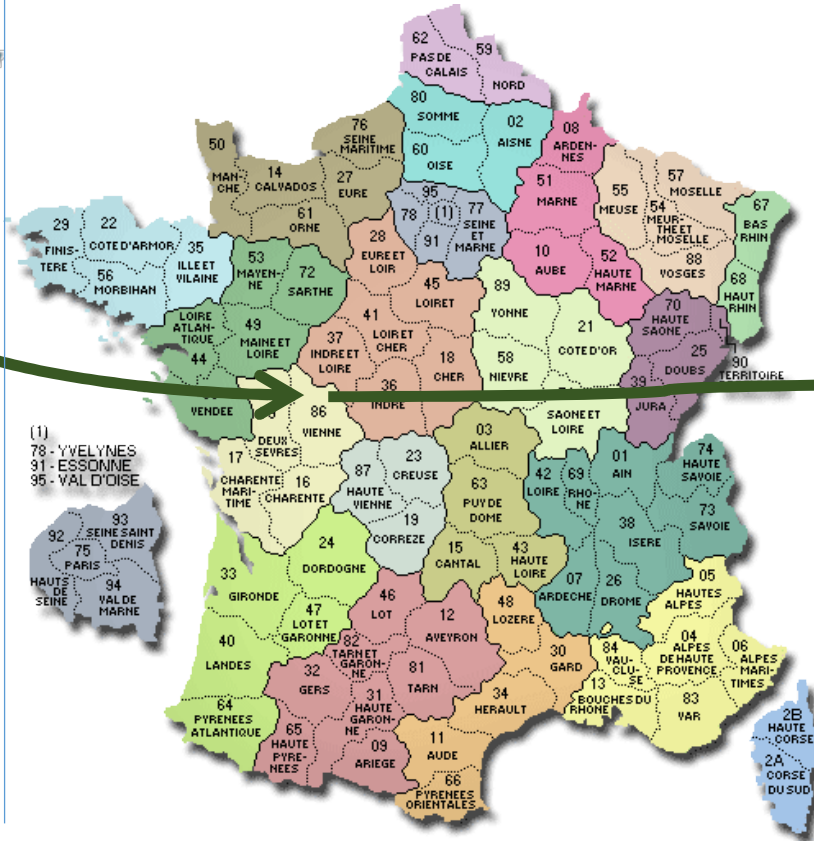 62
PAS DE
CALAIS
59
NORD
80
SOMME
02
AISNE
60
OISE
76
SEINE
MARITIME
27
EURE
50
MAN-
CHE
14
CALVADOS
61
ORNE
08
ARDEN-
NES
51
MARNE
10
AUBE
52
HAUTE
MARNE
55
MEUSE
54
MEUR-
THE ET
MOSELLE
57
MOSELLE
88
VOSGES
67
BAS
RHIN
68
HAUT
RHIN
95
78
(1)
91
77
SEINE
ET
MARNE
29
FINIS-
TERE
22
COTE D'ARMOR
56
MORBIHAN
35
ILLE ET
VILAINE
53
MAYEN-
NE
72
SARTHE
LOIRE
ATLAN-
TIQUE
44
49
MAINE ET
LOIRE
VENDEE
28
EURE ET
LOIR
45
LOIRET
41
LOIR ET
CHER
37
INDRE ET
LOIRE
18
CHER
36
INDRE
89
YONNE
21
COTE D'OR
58
NIEVRE
SAONE ET
LOIRE
70
HAUTE
SAONE
25
DOUBS
39
JURA
90
TERRITOIRE
DEUX
SEVRES
86
VIENNE
17
CHARENTE
MARI-
TIME
16
CHARENTE
87
HAUTE
VIENNE
23
CREUSE
19
CORREZE
03
ALLIER
63
PUY DE
DOME
15
CANTAL
43
HAUTE
LOIRE
42
LOIRE
69
RHO-
NE
01
AIN
74
HAUTE
SAVOIE
73
SAVOIE
38
ISERE
07
ARDECHE
26
DROME
(1)
78 - YVELYNES
91 - ESSONNE
95 - VAL D'OISE
92
HAUTS
DE
SEINE
93
SEINE SAINT
DENIS
75
PARIS
94
VAL DE
MARNE
24
DORDOGNE
33
GIRONDE
47
LOT ET
GARONNE
40
LANDES
64
PYRENEES
ATLANTIQUE
46
LOT
12
AVEYRON
82
TARN ET
GARON-
NE
81
TARN
32
GERS
31
HAUTE
GARON-
NE
65
HAUTE
PYRE-
NEES
09
ARIEGE
48
LOZERE
30
GARD
34
HERAULT
11
AUDE
66
PYRENEES
ORIENTALES
05
HAUTES
ALPES
04
ALPES
DE HAUTE
PROVENCE
06
ALPES
MARI-
TIMES
84
VAU-
CLU-
SE
13
BOUCHES DU
RHONE
83
VAR
2B
HAUTE
CORSE
2A
CORSE
DU SUD